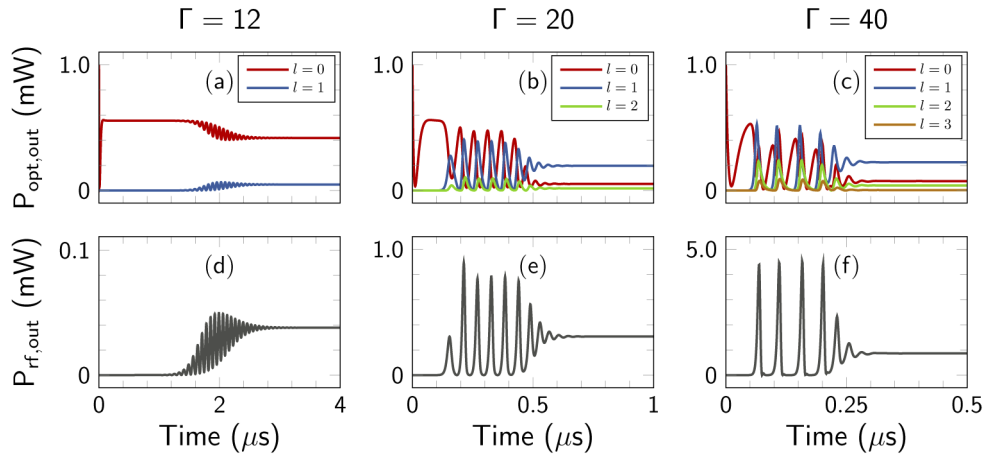 Γ = 12
Γ = 20
Γ = 40
P_opt,out (mW)
1.0
0
(a)
l = 0
l = 1
1.0
0
(b)
l = 0
l = 1
l = 2
1.0
0
(c)
l = 0
l = 1
l = 2
l = 3
P_rf,out (mW)
0.1
0
(d)
0 2 4
Time (μs)
1.0
0
(e)
0 0.5 1
Time (μs)
5.0
0
(f)
0 0.25 0.5
Time (μs)